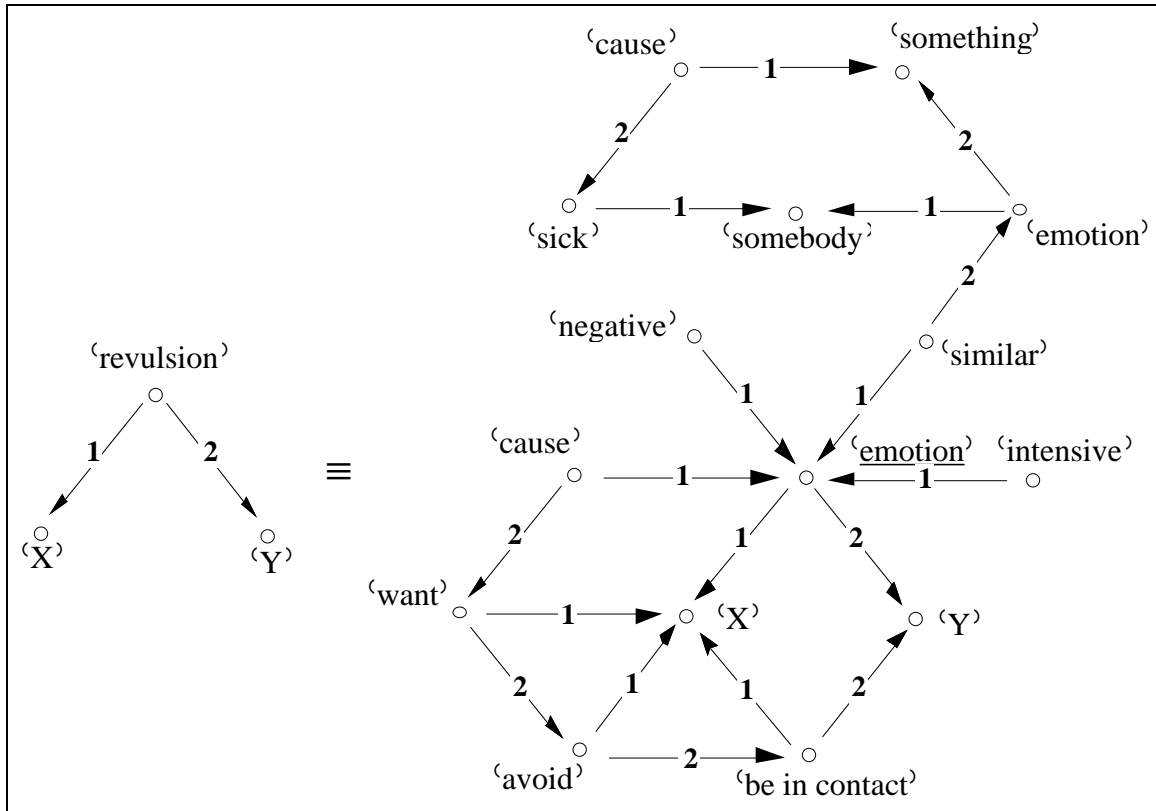 ‘cause’ ‘something’
1
2 2
1 1
‘sick’ ‘somebody’ ‘emotion’
2
‘negative’ ‘similar’
‘revulsion’
1 1
‘cause’ ‘emotion’ ‘intensive’
1 2
≡ 1 1
2 1 2
‘X’ ‘Y’
‘want’ 1 ‘X’ ‘Y’
2 1 1 2
‘avoid’ 2 ‘be in contact’